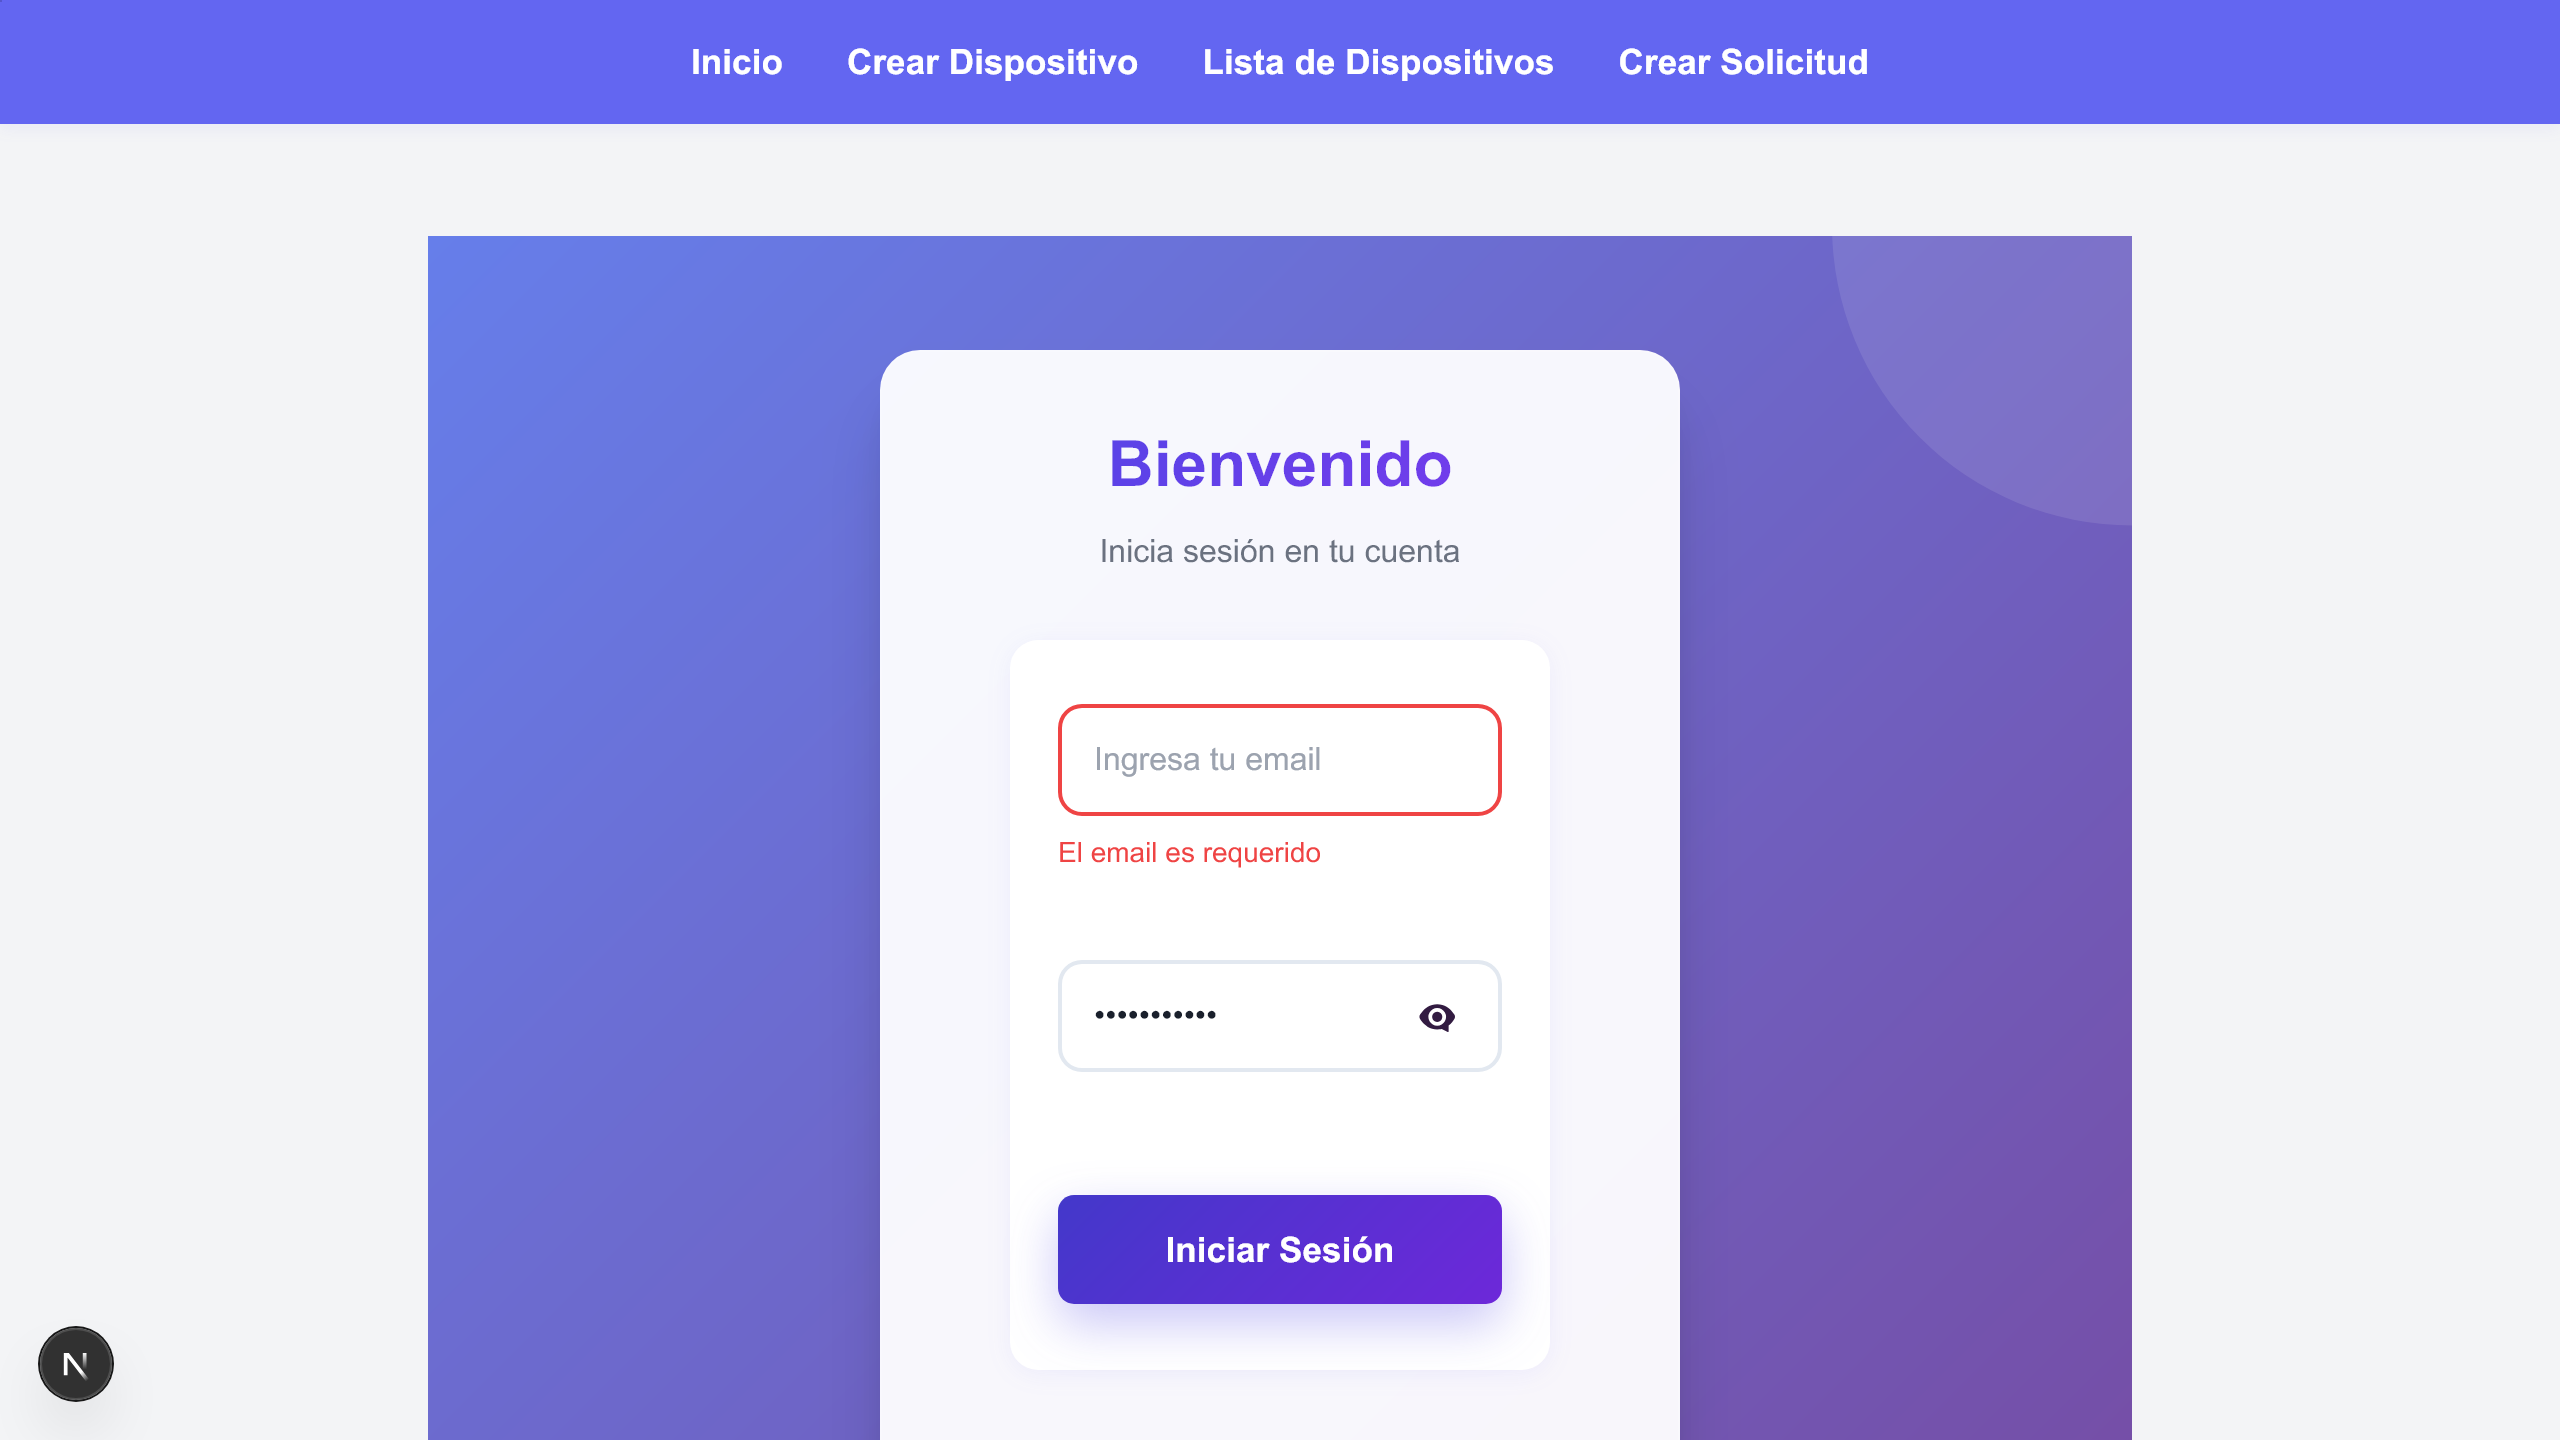 Inicio Crear Dispositivo Lista de Dispositivos Crear Solicitud
Bienvenido
Inicia sesión en tu cuenta
Ingresa tu email
El email es requerido
•••••••••••
Iniciar Sesión
N